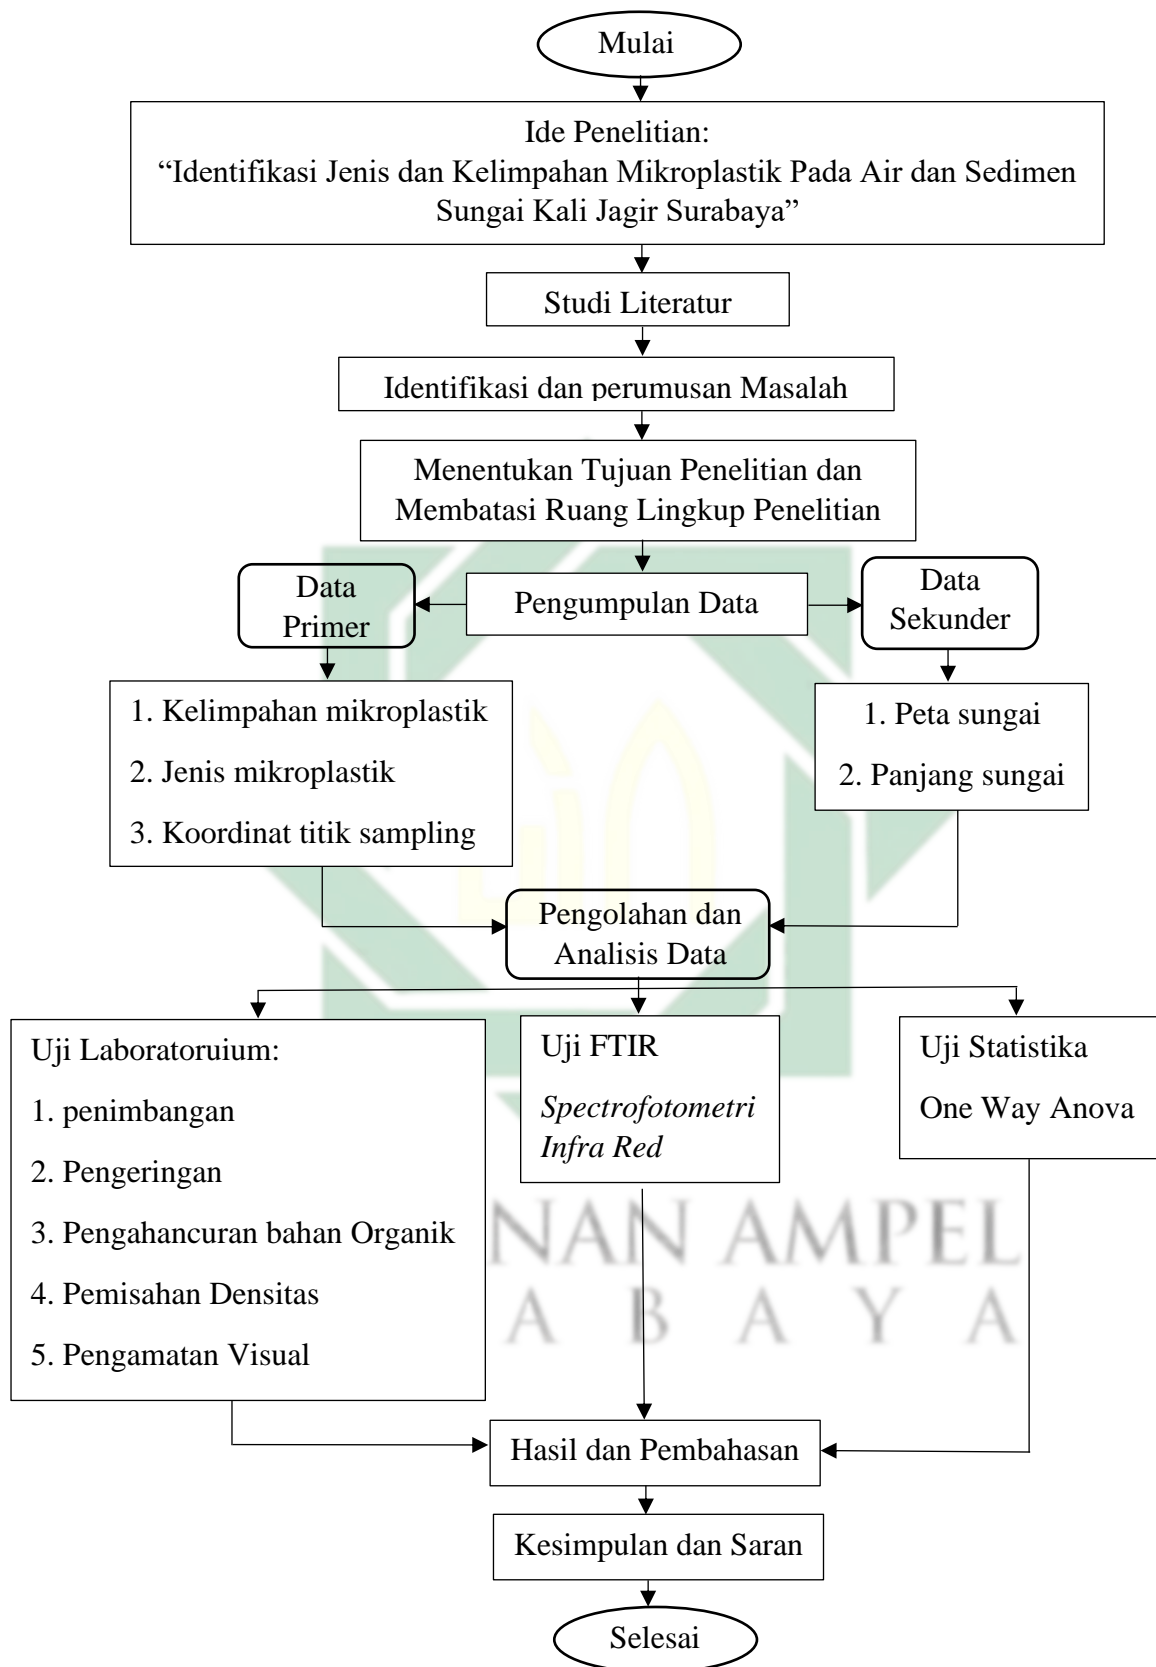 Mulai
Ide Penelitian:
“Identifikasi Jenis dan Kelimpahan Mikroplastik Pada Air dan Sedimen
Sungai Kali Jagir Surabaya”
Studi Literatur
Identifikasi dan perumusan Masalah
Menentukan Tujuan Penelitian dan
Membatasi Ruang Lingkup Penelitian
Data
Primer
Pengumpulan Data
Data
Sekunder
1. Kelimpahan mikroplastik
2. Jenis mikroplastik
3. Koordinat titik sampling
1. Peta sungai
2. Panjang sungai
Pengolahan dan
Analisis Data
Uji Laboratoruium:
1. penimbangan
2. Pengeringan
3. Pengahancuran bahan Organik
4. Pemisahan Densitas
5. Pengamatan Visual
Uji FTIR
Spectrofotometri
Infra Red
Uji Statistika
One Way Anova
NAN AMPEL
A B A Y A
Hasil dan Pembahasan
Kesimpulan dan Saran
Selesai